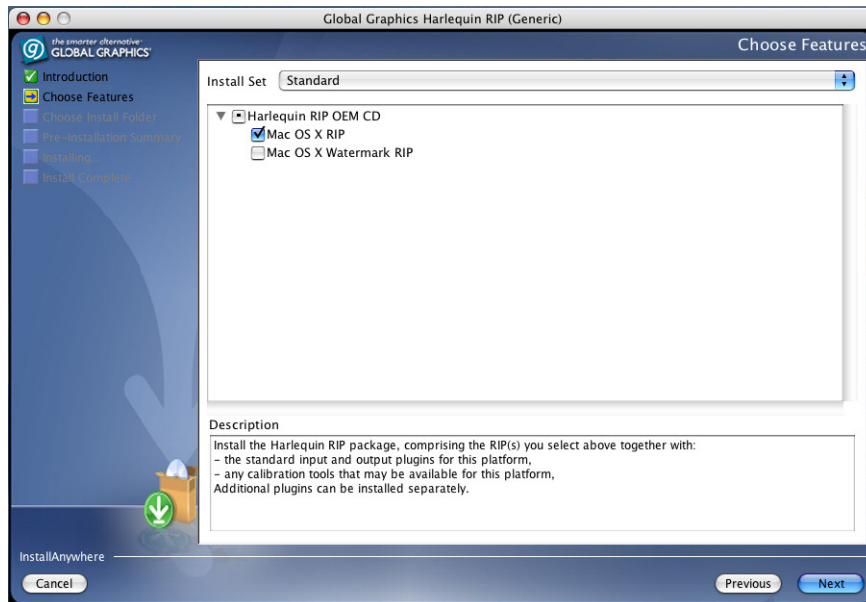 Global Graphics Harlequin RIP (Generic)
the smarter alternative™
GLOBAL GRAPHICS®
Choose Features
Introduction
Choose Features
Choose Install Folder
Pre-Installation Summary
Installing...
Install Complete
Install Set
Standard
Harlequin RIP OEM CD
Mac OS X RIP
Mac OS X Watermark RIP
Description
Install the Harlequin RIP package, comprising the RIP(s) you select above together with:
- the standard input and output plugins for this platform,
- any calibration tools that may be available for this platform,
Additional plugins can be installed separately.
InstallAnywhere
Cancel
Previous
Next